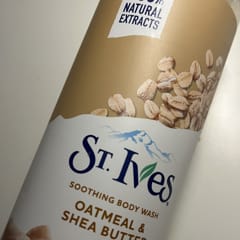 NATURAL
EXTRACTS
ST. IVES
SOOTHING BODY WASH
OATMEAL &
SHEA BUTTER